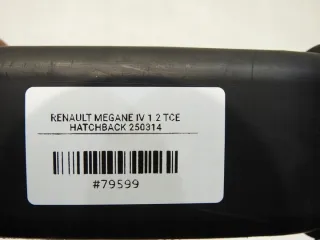 RENAULT MEGANE IV 1.2 TCE
HATCHBACK 250314
#79599